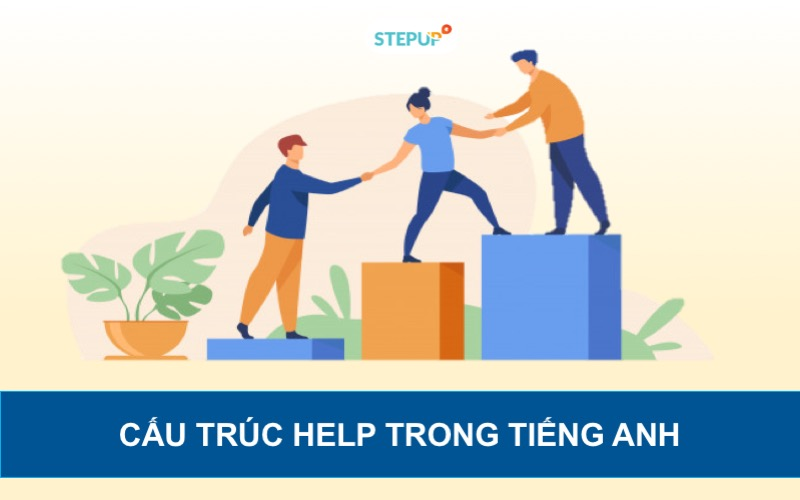 STEPUP
CẤU TRÚC HELP TRONG TIẾNG ANH